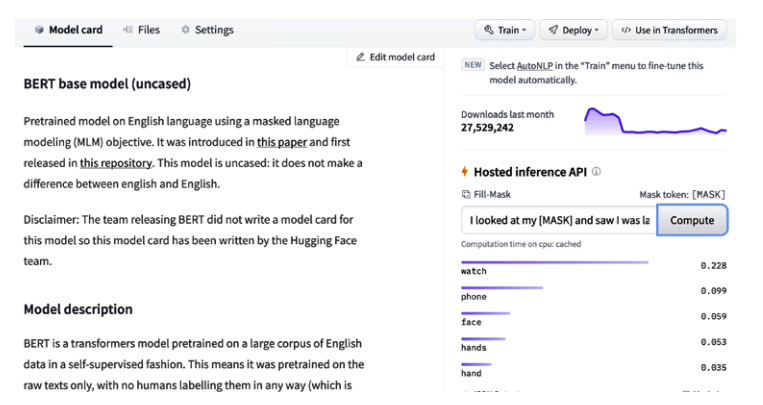 Model card Files Settings
Train Deploy Use in Transformers
Edit model card
BERT base model (uncased)
Pretrained model on English language using a masked language
modeling (MLM) objective. It was introduced in this paper and first
released in this repository. This model is uncased: it does not make a
difference between english and English.
Disclaimer: The team releasing BERT did not write a model card for
this model so this model card has been written by the Hugging Face
team.
Model description
BERT is a transformers model pretrained on a large corpus of English
data in a self-supervised fashion. This means it was pretrained on the
raw texts only, with no humans labelling them in any way (which is
NEW Select AutoNLP in the “Train” menu to fine-tune this
model automatically.
Downloads last month
27,529,242
Hosted inference API
Fill-Mask Mask token: [MASK]
I looked at my [MASK] and saw I was la Compute
Computation time on cpu: cached
watch 0.228
phone 0.099
face 0.059
hands 0.053
hand 0.035